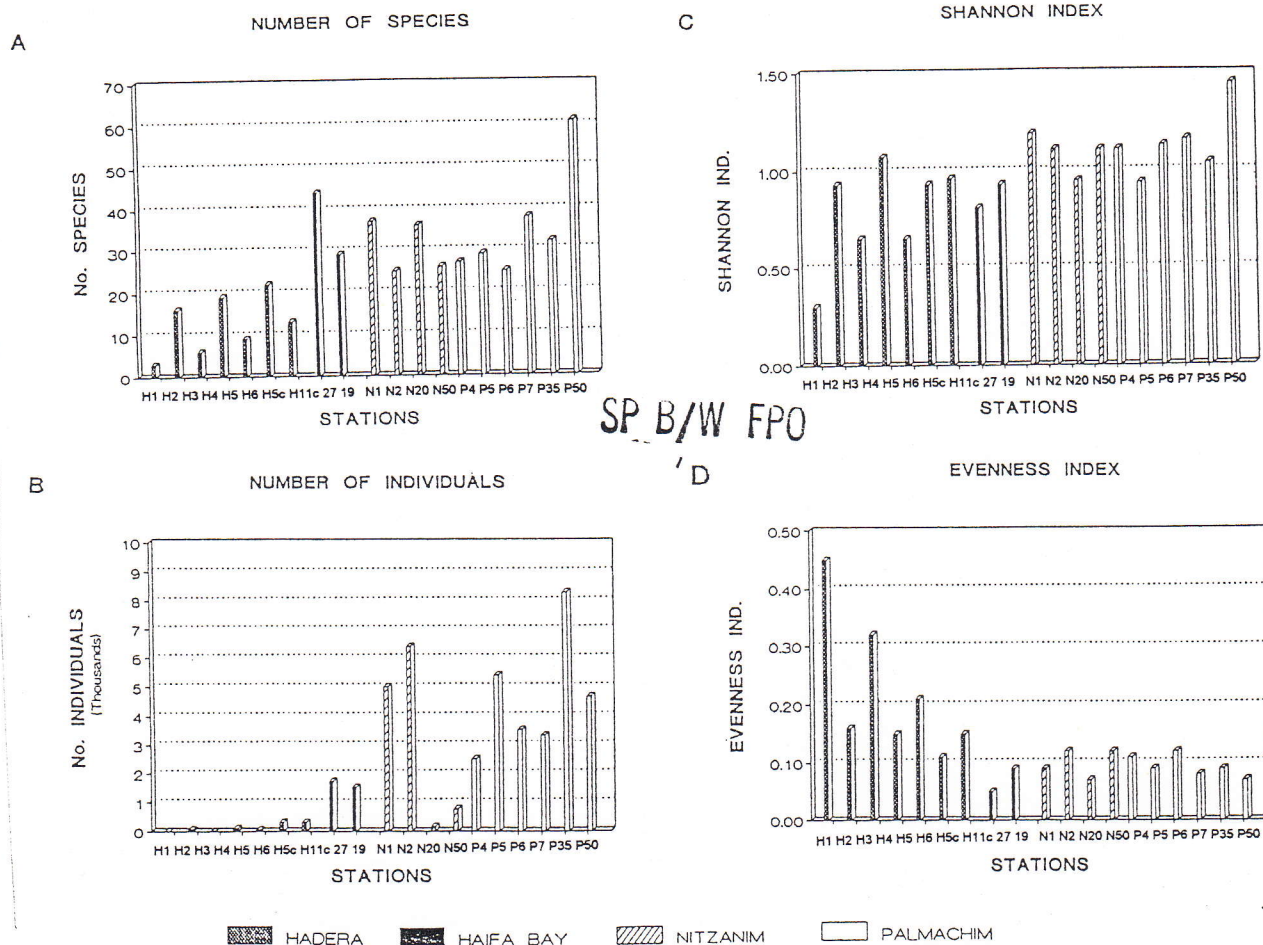 A
NUMBER OF SPECIES
No. SPECIES
70
60
50
40
30
20
10
0
H1 H2 H3 H4 H5 H6 H5c H11c 27 19 N1 N2 N20 N50 P4 P5 P6 P7 P35 P50
STATIONS
C
SHANNON INDEX
SHANNON IND.
1.50
1.00
0.50
0.00
H1 H2 H3 H4 H5 H6 H5c H11c 27 19 N1 N2 N20 N50 P4 P5 P6 P7 P35 P50
STATIONS
SP B/W FPO
B
NUMBER OF INDIVIDUALS
No. INDIVIDUALS
(Thousands)
10
9
8
7
6
5
4
3
2
1
0
H1 H2 H3 H4 H5 H6 H5c H11c 27 19 N1 N2 N20 N50 P4 P5 P6 P7 P35 P50
STATIONS
D
EVENNESS INDEX
EVENNESS IND.
0.50
0.40
0.30
0.20
0.10
0.00
H1 H2 H3 H4 H5 H6 H5c H11c 27 19 N1 N2 N20 N50 P4 P5 P6 P7 P35 P50
STATIONS
HADERA HAIFA BAY NITZANIM PALMACHIM